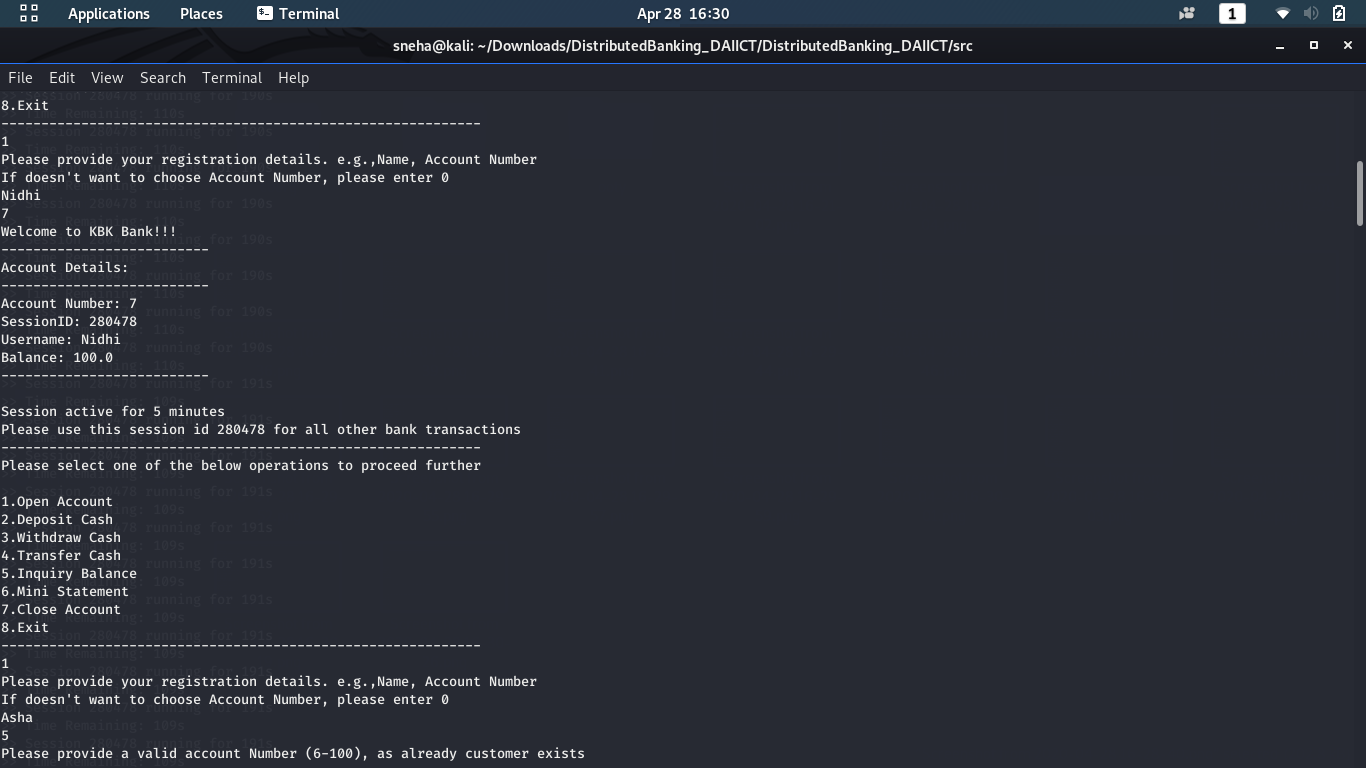 Applications Places Terminal Apr 28 16:30 1
sneha@kali: ~/Downloads/DistributedBanking_DAIICT/DistributedBanking_DAIICT/src
File Edit View Search Terminal Help
8.Exit
------------------------------------------------------------
1
Please provide your registration details. e.g.,Name, Account Number
If doesn't want to choose Account Number, please enter 0
Nidhi
7
Welcome to KBK Bank!!!
--------------------------
Account Details:
--------------------------
Account Number: 7
SessionID: 280478
Username: Nidhi
Balance: 100.0
--------------------------
Session active for 5 minutes
Please use this session id 280478 for all other bank transactions
------------------------------------------------------------
Please select one of the below operations to proceed further
1.Open Account
2.Deposit Cash
3.Withdraw Cash
4.Transfer Cash
5.Inquiry Balance
6.Mini Statement
7.Close Account
8.Exit
------------------------------------------------------------
1
Please provide your registration details. e.g.,Name, Account Number
If doesn't want to choose Account Number, please enter 0
Asha
5
Please provide a valid account Number (6-100), as already customer exists